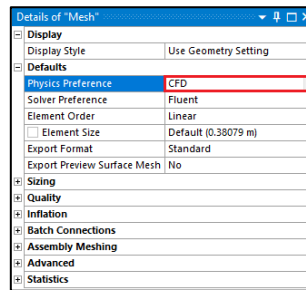 Details of "Mesh"
Display
Display Style Use Geometry Setting
Defaults
Physics Preference CFD
Solver Preference Fluent
Element Order Linear
Element Size Default (0.38079 m)
Export Format Standard
Export Preview Surface Mesh No
Sizing
Quality
Inflation
Batch Connections
Assembly Meshing
Advanced
Statistics